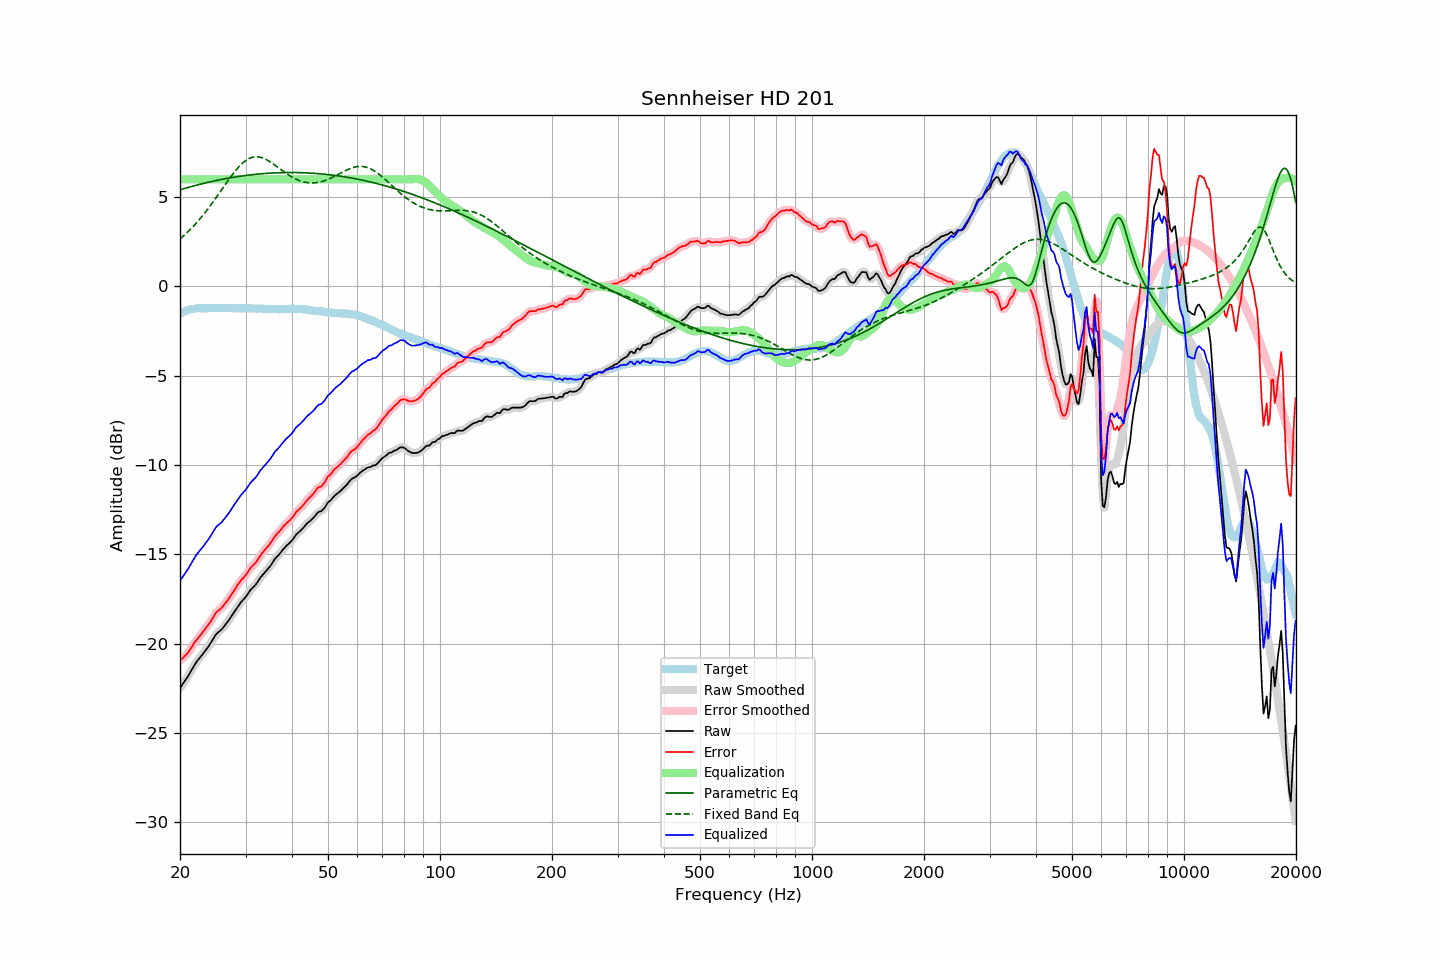 Sennheiser HD 201
Amplitude (dBr)
5
0
−5
−10
−15
−20
−25
−30
Target
Raw Smoothed
Error Smoothed
Raw
Error
Equalization
Parametric Eq
Fixed Band Eq
Equalized
20 50 100 200 500 1000 2000 5000 10000 20000
Frequency (Hz)